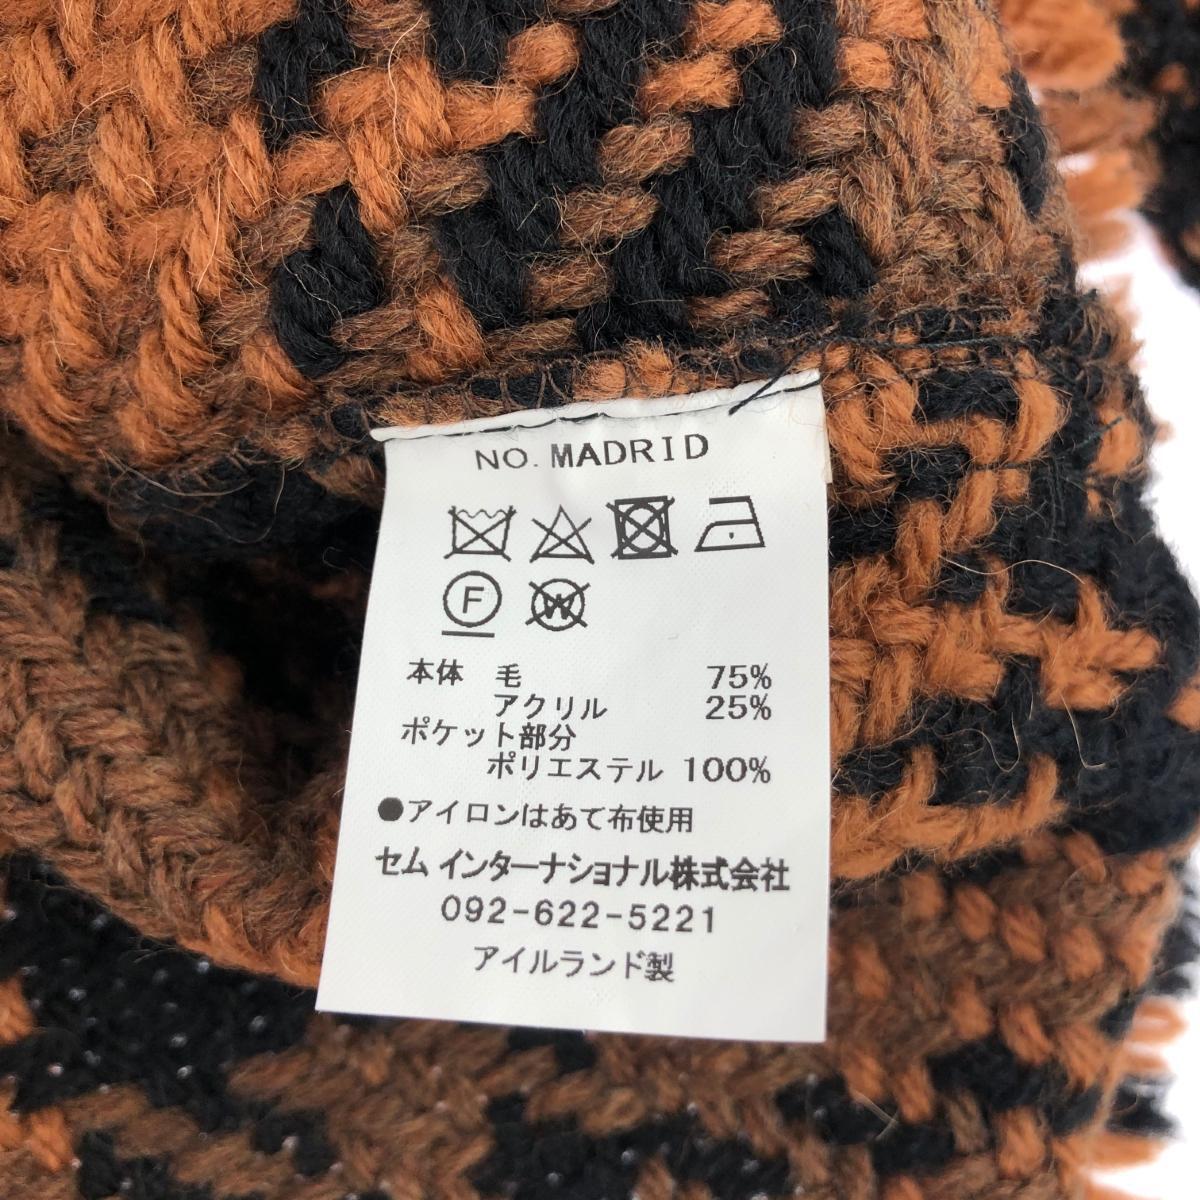 NO. MADRID
F
W
本体 毛 75%
アクリル 25%
ポケット部分
ポリエステル 100%
●アイロンはあて布使用
セム インターナショナル株式会社
092-622-5221
アイルランド製